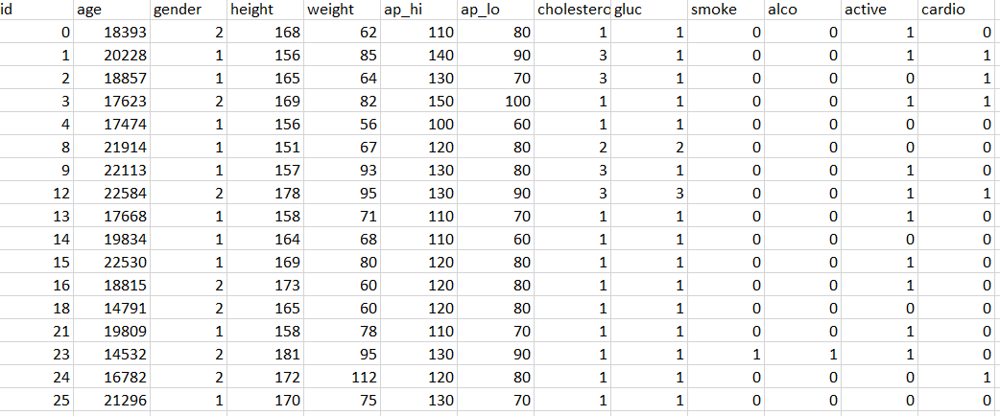 id age gender height weight ap_hi ap_lo cholestero gluc smoke alco active cardio
0 18393 2 168 62 110 80 1 1 0 0 1 0
1 20228 1 156 85 140 90 3 1 0 0 1 1
2 18857 1 165 64 130 70 3 1 0 0 0 1
3 17623 2 169 82 150 100 1 1 0 0 1 1
4 17474 1 156 56 100 60 1 1 0 0 0 0
8 21914 1 151 67 120 80 2 2 0 0 0 0
9 22113 1 157 93 130 80 3 1 0 0 1 0
12 22584 2 178 95 130 90 3 3 0 0 1 1
13 17668 1 158 71 110 70 1 1 0 0 1 0
14 19834 1 164 68 110 60 1 1 0 0 0 0
15 22530 1 169 80 120 80 1 1 0 0 1 0
16 18815 2 173 60 120 80 1 1 0 0 1 0
18 14791 2 165 60 120 80 1 1 0 0 0 0
21 19809 1 158 78 110 70 1 1 0 0 1 0
23 14532 2 181 95 130 90 1 1 1 1 1 0
24 16782 2 172 112 120 80 1 1 0 0 0 1
25 21296 1 170 75 130 70 1 1 0 0 0 0